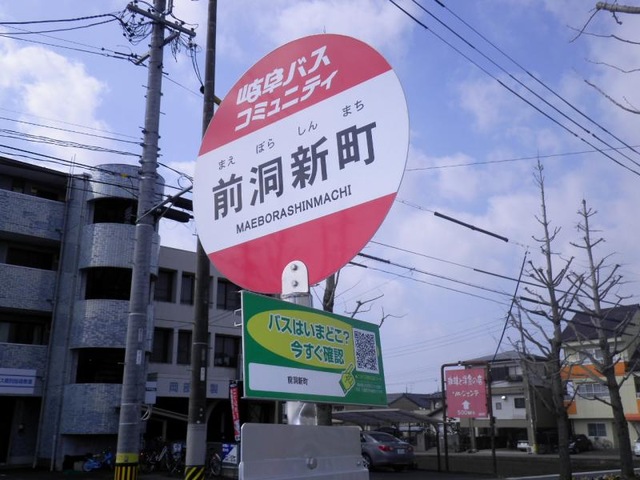 岐阜バス
コミュニティ
まえ ぼら しん まち
前洞新町
MAEBORASHINMACHI
バスはいまどこ?
今すぐ確認
前洞新町